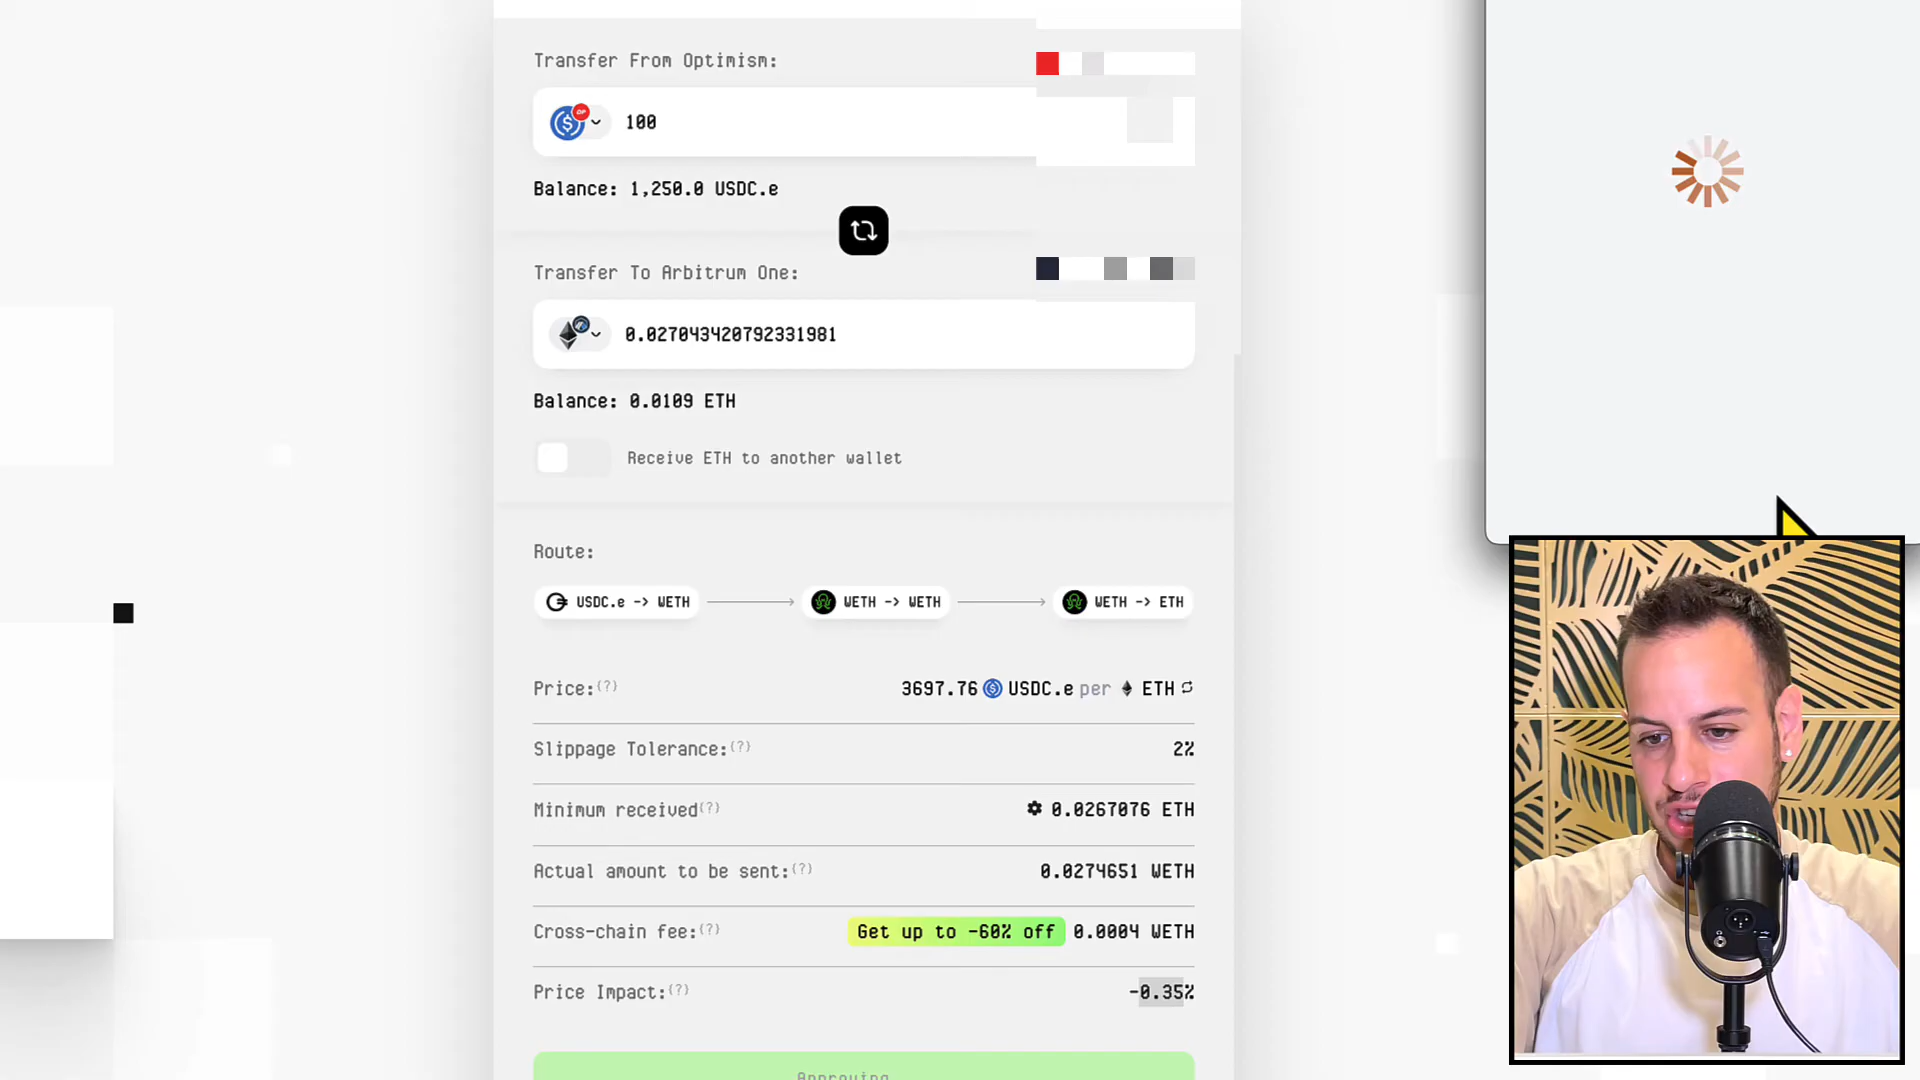 Transfer From Optimism:
OP
100
Balance: 1,250.0 USDC.e
Transfer To Arbitrum One:
0.027043420792331981
Balance: 0.0109 ETH
Receive ETH to another wallet
Route:
USDC.e -> WETH WETH -> WETH WETH -> ETH
Price:(?) 3697.76 USDC.e per ETH
Slippage Tolerance:(?) 2%
Minimum received(?) 0.0267076 ETH
Actual amount to be sent:(?) 0.0274651 WETH
Cross-chain fee:(?) Get up to -60% off 0.0004 WETH
Price Impact:(?) -0.35%
Approving